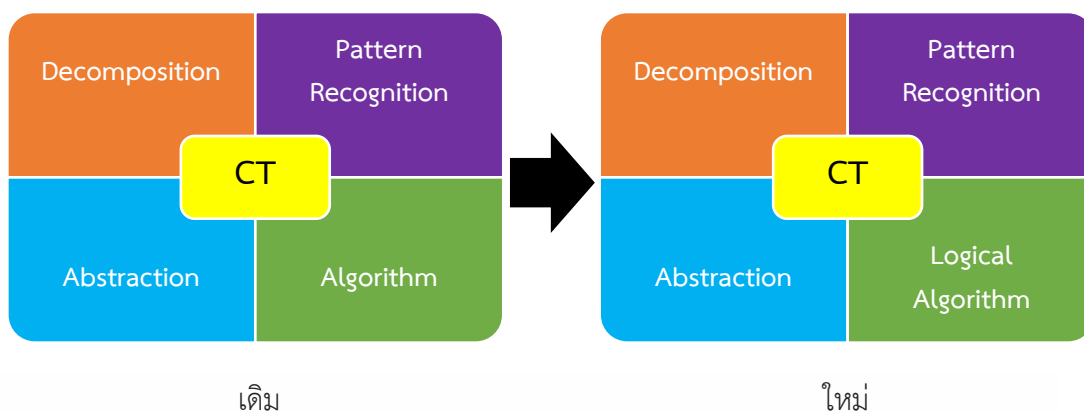 Decomposition
Pattern
Recognition
CT
Abstraction
Algorithm
เดิม
Decomposition
Pattern
Recognition
CT
Abstraction
Logical
Algorithm
ใหม่